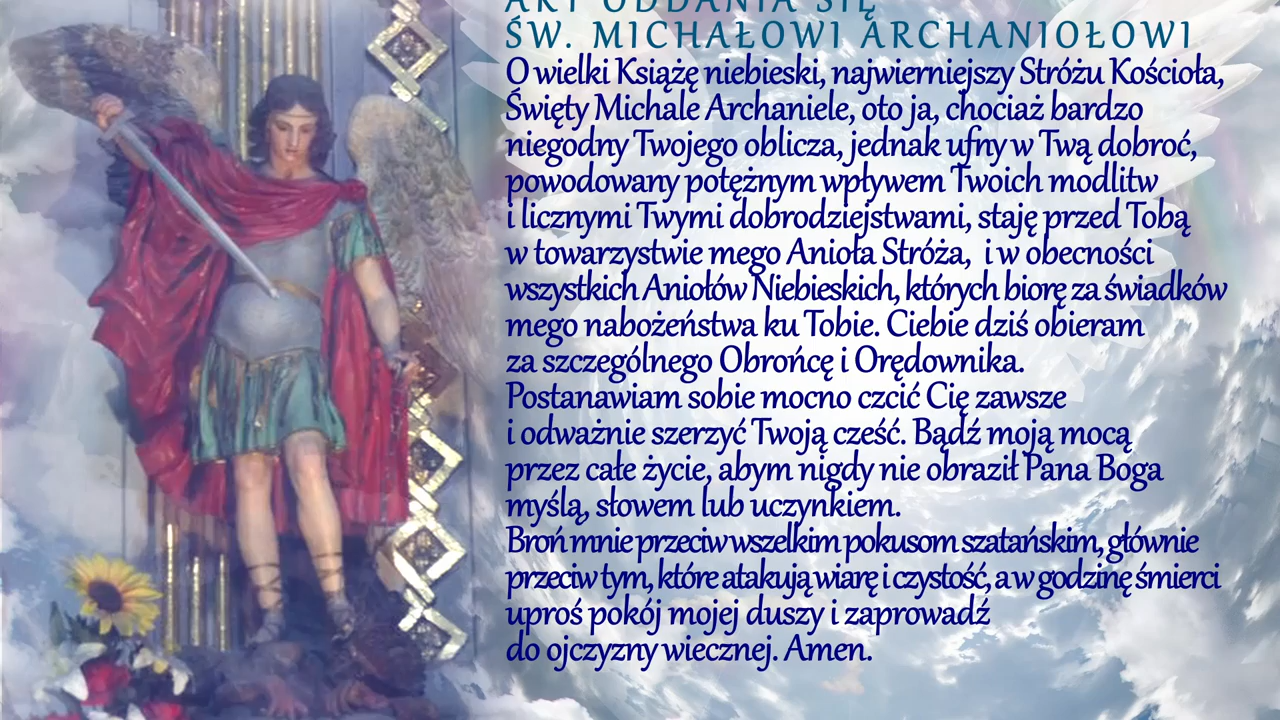 AKT ODDANIA SIĘ
ŚW. MICHAŁOWI ARCHANIOŁOWI
O wielki Książę niebieski, najwierniejszy Stróżu Kościoła,
Święty Michale Archaniele, oto ja, chociaż bardzo
niegodny Twojego oblicza, jednak ufny w Twą dobroć,
powodowany potężnym wpływem Twoich modlitw
i licznymi Twymi dobrodziejstwami, staję przed Tobą
w towarzystwie mego Anioła Stróża, i w obecności
wszystkich Aniołów Niebieskich, których biorę za świadków
mego nabożeństwa ku Tobie. Ciebie dziś obieram
za szczególnego Obrońcę i Orędownika.
Postanawiam sobie mocno czcić Cię zawsze
i odważnie szerzyć Twoją cześć. Bądź moją mocą
przez całe życie, abym nigdy nie obraził Pana Boga
myślą, słowem lub uczynkiem.
Broń mnie przeciw wszelkim pokusom szatańskim, głównie
przeciw tym, które atakują wiarę i czystość, a w godzinę śmierci
uproś pokój mojej duszy i zaprowadź
do ojczyzny wiecznej. Amen.